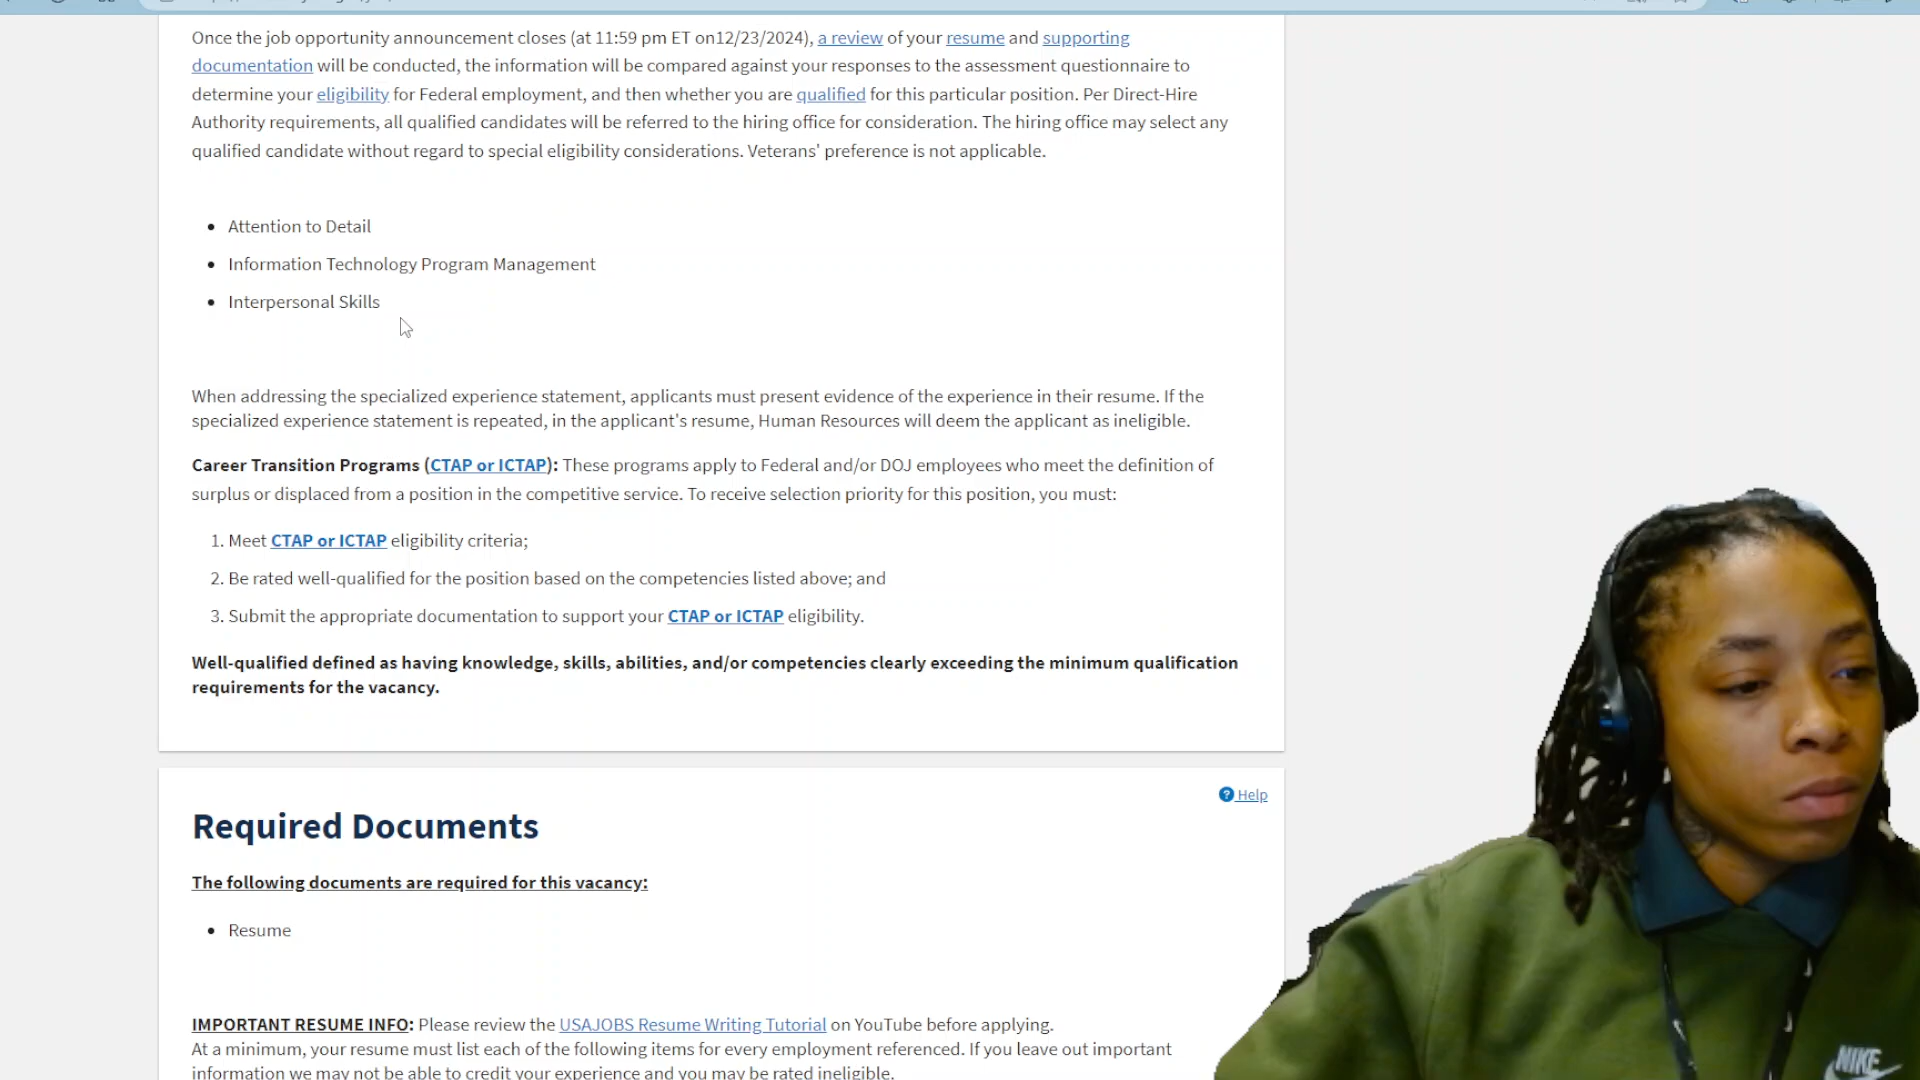 Once the job opportunity announcement closes (at 11:59 pm ET on12/23/2024), a review of your resume and supporting
documentation will be conducted, the information will be compared against your responses to the assessment questionnaire to
determine your eligibility for Federal employment, and then whether you are qualified for this particular position. Per Direct-Hire
Authority requirements, all qualified candidates will be referred to the hiring office for consideration. The hiring office may select any
qualified candidate without regard to special eligibility considerations. Veterans' preference is not applicable.
• Attention to Detail
• Information Technology Program Management
• Interpersonal Skills
When addressing the specialized experience statement, applicants must present evidence of the experience in their resume. If the
specialized experience statement is repeated, in the applicant's resume, Human Resources will deem the applicant as ineligible.
Career Transition Programs (CTAP or ICTAP): These programs apply to Federal and/or DOJ employees who meet the definition of
surplus or displaced from a position in the competitive service. To receive selection priority for this position, you must:
1. Meet CTAP or ICTAP eligibility criteria;
2. Be rated well-qualified for the position based on the competencies listed above; and
3. Submit the appropriate documentation to support your CTAP or ICTAP eligibility.
Well-qualified defined as having knowledge, skills, abilities, and/or competencies clearly exceeding the minimum qualification
requirements for the vacancy.
? Help
Required Documents
The following documents are required for this vacancy:
• Resume
IMPORTANT RESUME INFO: Please review the USAJOBS Resume Writing Tutorial on YouTube before applying.
At a minimum, your resume must list each of the following items for every employment referenced. If you leave out important
information we may not be able to credit your experience and you may be rated ineligible.
NIKE